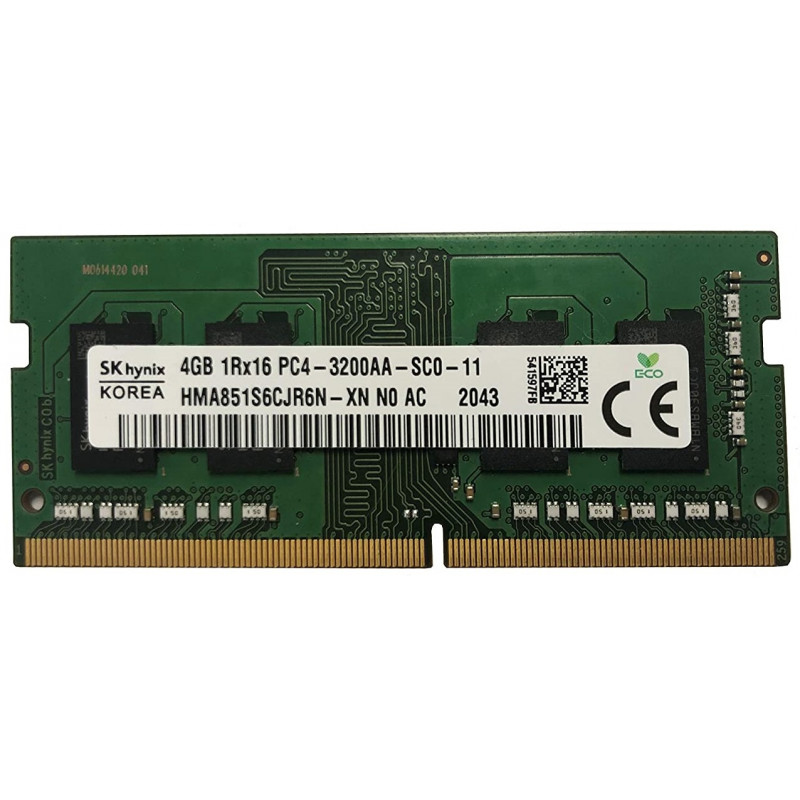 M0614420 041
SK hynix
KOREA
4GB 1Rx16 PC4-3200AA-SC0-11
HMA851S6CJR6N-XN N0 AC 2043
541597FB
ECO
CE
SK hynix
1
259